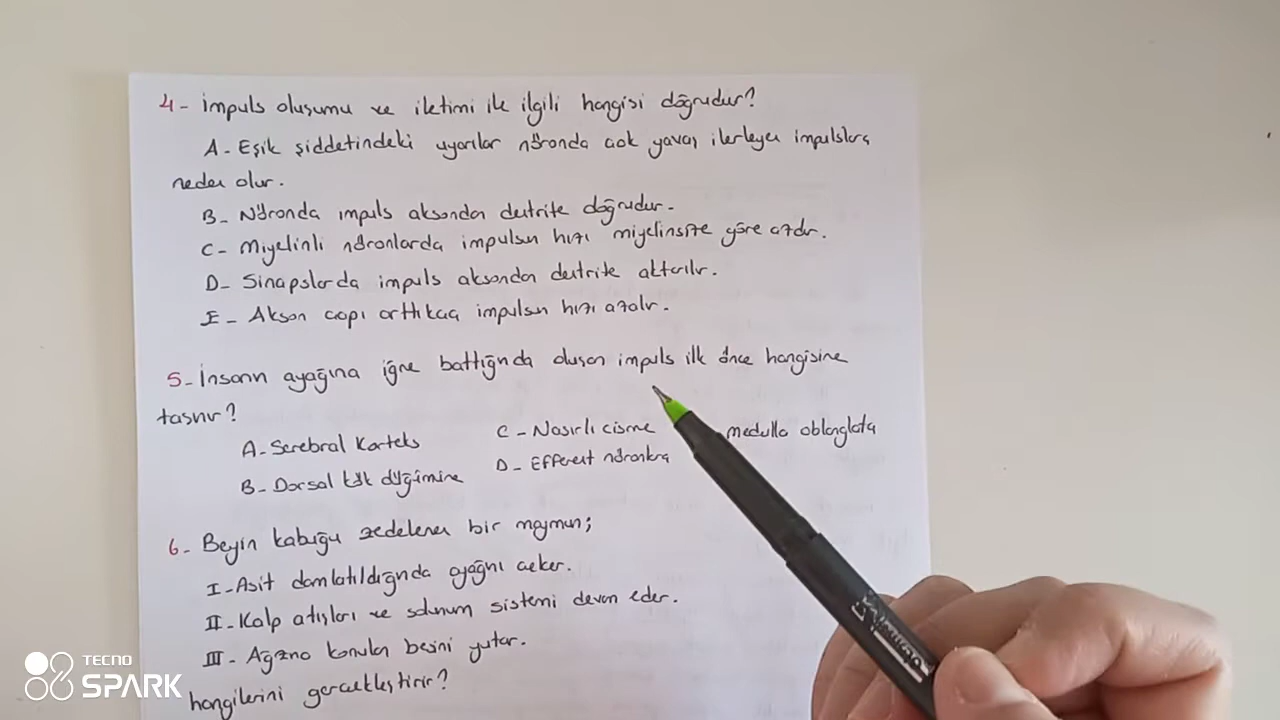 4- İmpuls oluşumu ve iletimi ile ilgili hangisi doğrudur?
A- Eşik şiddetindeki uyarılar nöronda çok yavaş ilerleyen impulslara
neden olur.
B- Nöronda impuls aksondan dentrite doğrudur.
C- Miyelinli nöronlarda impulsun hızı miyelinsize göre azdır.
D- Sinapslarda impuls aksondan dentrite aktarılır.
E- Akson çapı arttıkça impulsun hızı azalır.
5- İnsanın ayağına iğne battığında oluşan impuls ilk önce hangisine
taşınır?
A- Serebral korteks
C- Nasırlı cisme
medulla oblanglata
B- Dorsal kök düğümine
D- Efferent nöronlara
6- Beyin kabuğu zedelenen bir maymun;
I- Asit damlatıldığında ayağını çeker.
II- Kalp atışları ve solunum sistemi devam eder.
III- Ağzına konulan besini yutar.
hangilerini gerçekleştirir?
TECNO
SPARK